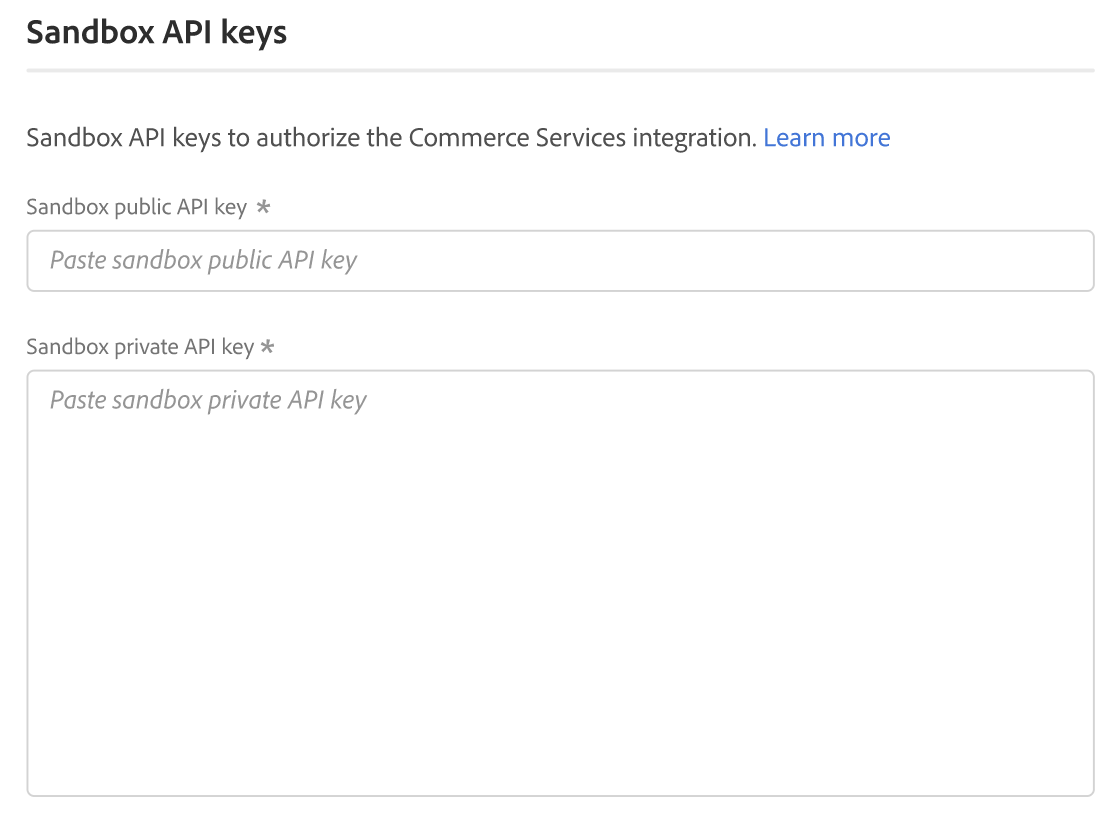 Sandbox API keys
Sandbox API keys to authorize the Commerce Services integration. Learn more
Sandbox public API key *
Paste sandbox public API key
Sandbox private API key *
Paste sandbox private API key